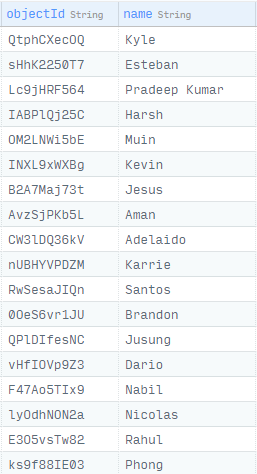 objectId String name String
QtphCXecOQ Kyle
sHhK2250T7 Esteban
Lc9jHRF564 Pradeep Kumar
IABPlQj25C Harsh
OM2LNWi5bE Muin
INXL9xWXBg Kevin
B2A7Maj73t Jesus
AvzSjPKb5L Aman
CW3lDQ36kV Adelaido
nUBHYVPDZM Karrie
RwSesaJIQn Santos
0OeS6vr1JU Brandon
QPlDIfesNC Jusung
vHfIOVp9Z3 Dario
F47Ao5TIx9 Nabil
lyOdhNON2a Nicolas
E3O5vsTw82 Rahul
ks9f88IE03 Phong